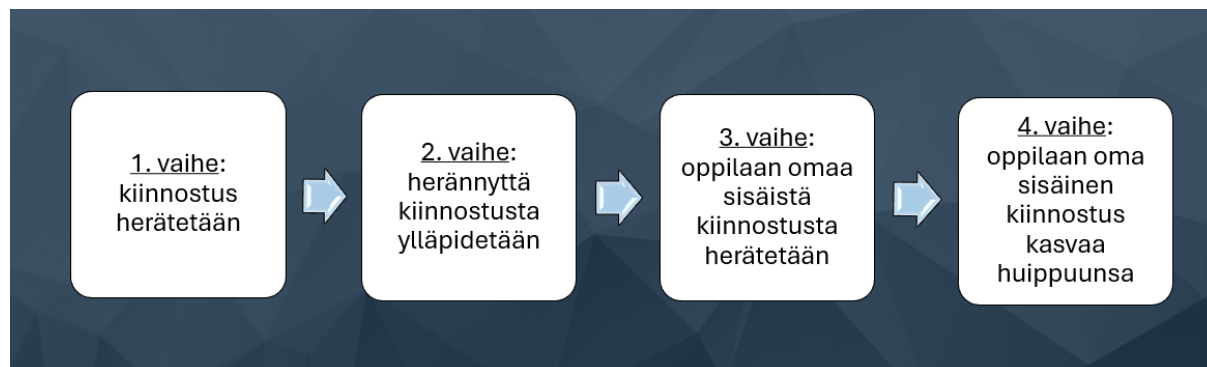 1. vaihe:
kiinnostus
herätetään
2. vaihe:
herännyttä
kiinnostusta
ylläpidetään
3. vaihe:
oppilaan omaa
sisäistä
kiinnostusta
herätetään
4. vaihe:
oppilaan oma
sisäinen
kiinnostus
kasvaa
huippuunsa